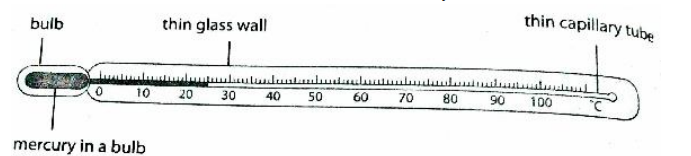 bulb
thin glass wall
thin capillary tube
0 10 20 30 40 50 60 70 80 90 100 °C
mercury in a bulb